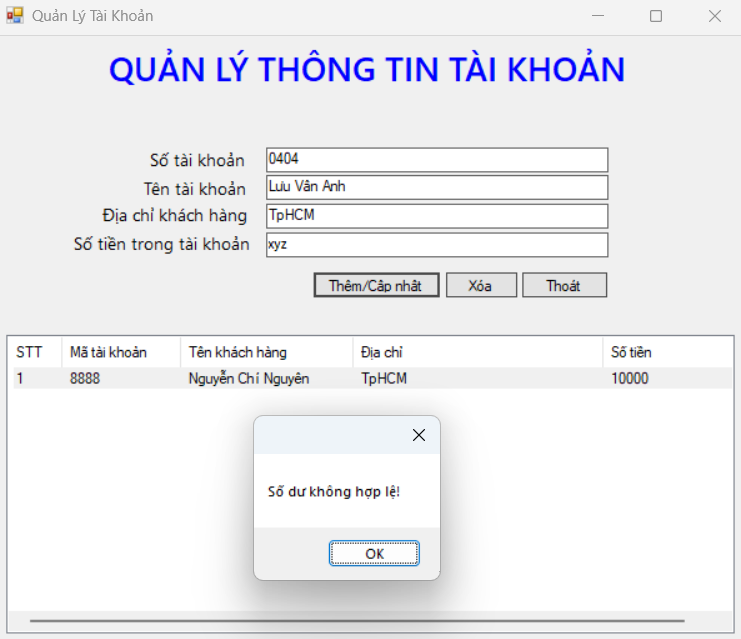 Quản Lý Tài Khoản
QUẢN LÝ THÔNG TIN TÀI KHOẢN
Số tài khoản 0404
Tên tài khoản Lưu Vân Anh
Địa chỉ khách hàng TpHCM
Số tiền trong tài khoản xyz
Thêm/Cập nhật Xóa Thoát
STT Mã tài khoản Tên khách hàng Địa chỉ Số tiền
1 8888 Nguyễn Chí Nguyên TpHCM 10000
Số dư không hợp lệ!
OK